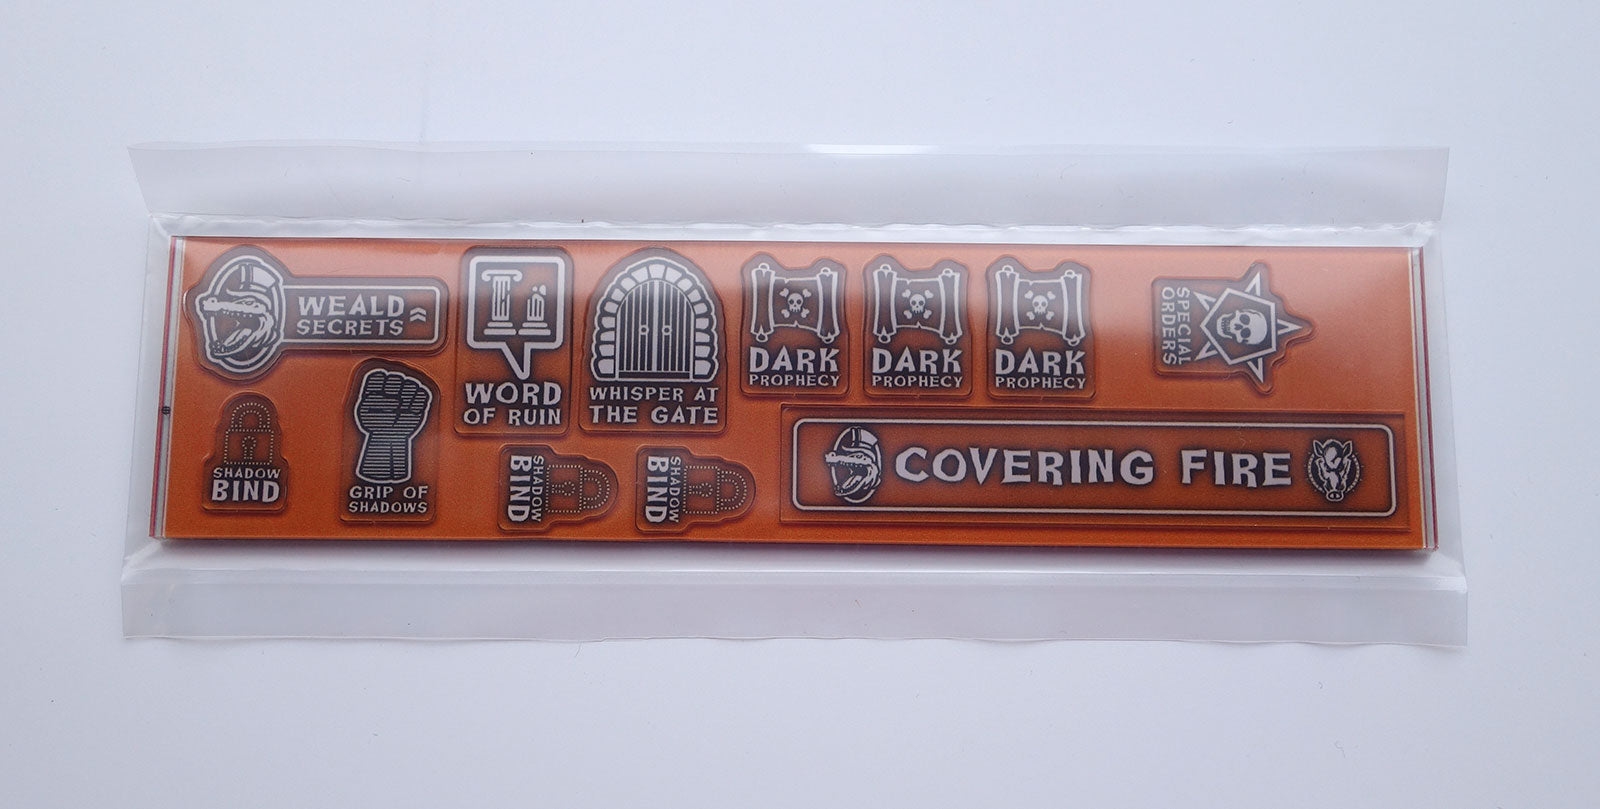 WEALD
SECRETS
WORD
OF RUIN
WHISPER AT
THE GATE
DARK
PROPHECY
DARK
PROPHECY
DARK
PROPHECY
SPECIAL
ORDERS
SHADOW
BIND
GRIP OF
SHADOWS
SHADOW
BIND
SHADOW
BIND
COVERING FIRE